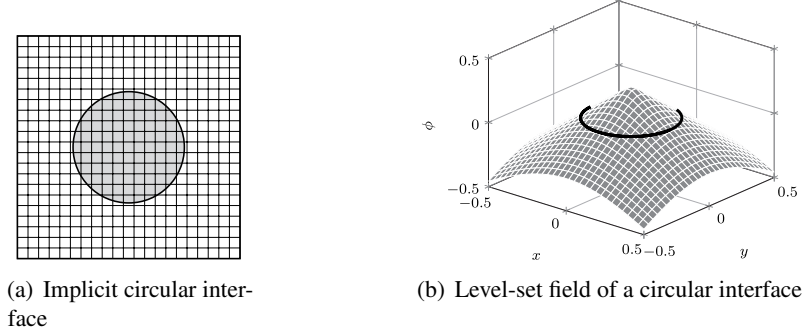 0.5
0
−0.5
ϕ
−0.5
0
0.5
x
−0.5
0
0.5
y
(a) Implicit circular inter-
face
(b) Level-set field of a circular interface